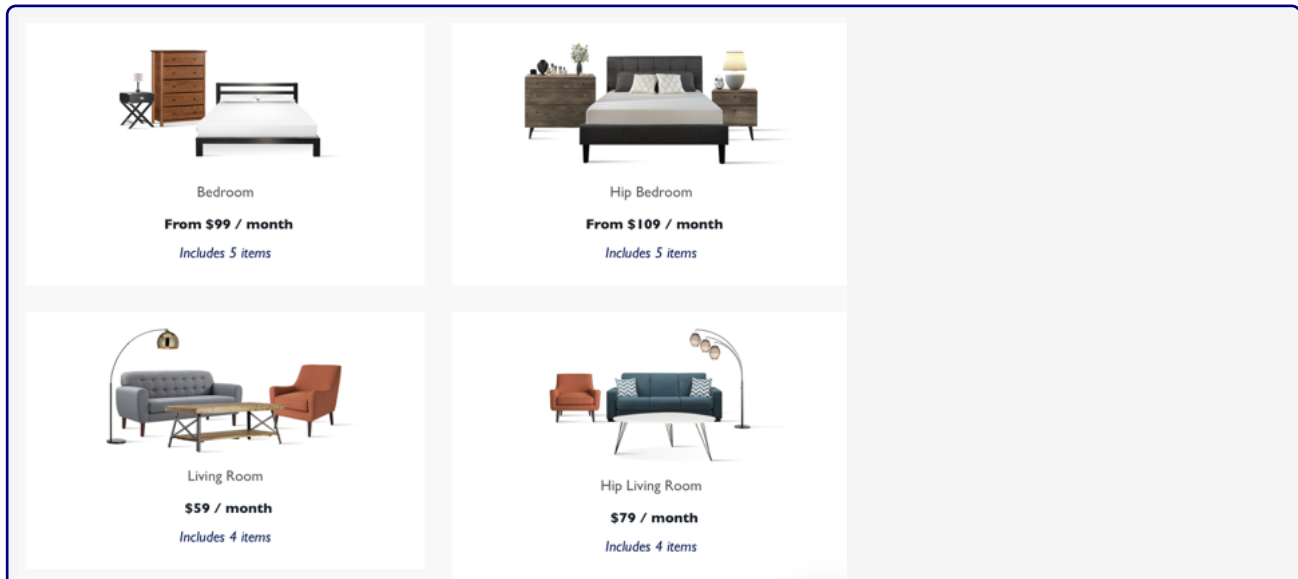 Bedroom
From $99 / month
Includes 5 items
Hip Bedroom
From $109 / month
Includes 5 items
Living Room
$59 / month
Includes 4 items
Hip Living Room
$79 / month
Includes 4 items